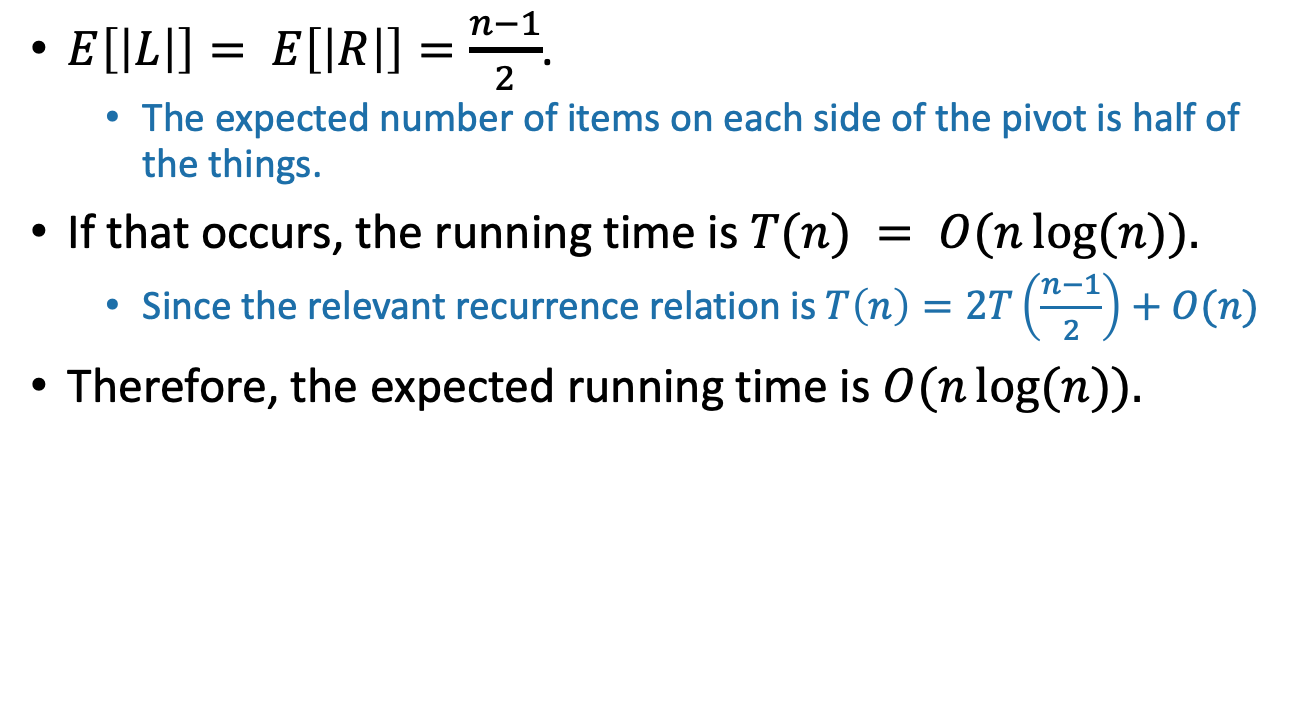 • E[|L|] = E[|R|] = \frac{n-1}{2}.
• The expected number of items on each side of the pivot is half of
the things.
• If that occurs, the running time is T(n) = O(n log(n)).
• Since the relevant recurrence relation is T(n) = 2T(\frac{n-1}{2}) + O(n)
• Therefore, the expected running time is O(n log(n)).